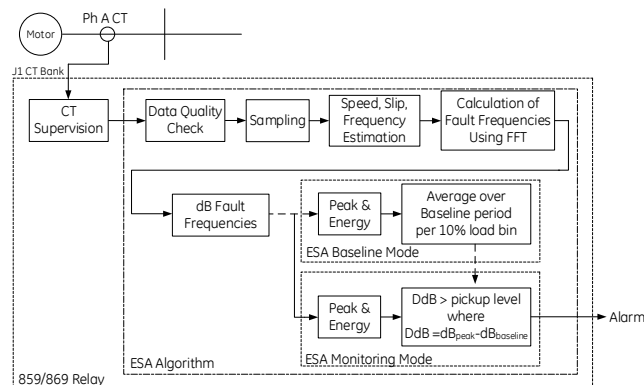 Ph A CT
Motor
J1 CT Bank
CT
Supervision
Data Quality
Check
Sampling
Speed, Slip,
Frequency
Estimation
Calculation of
Fault Frequencies
Using FFT
dB Fault
Frequencies
Peak &
Energy
Average over
Baseline period
per 10% load bin
ESA Baseline Mode
Peak &
Energy
DdB > pickup level
where
DdB =dBpeak-dBbaseline
Alarm
ESA Monitoring Mode
ESA Algorithm
859/869 Relay